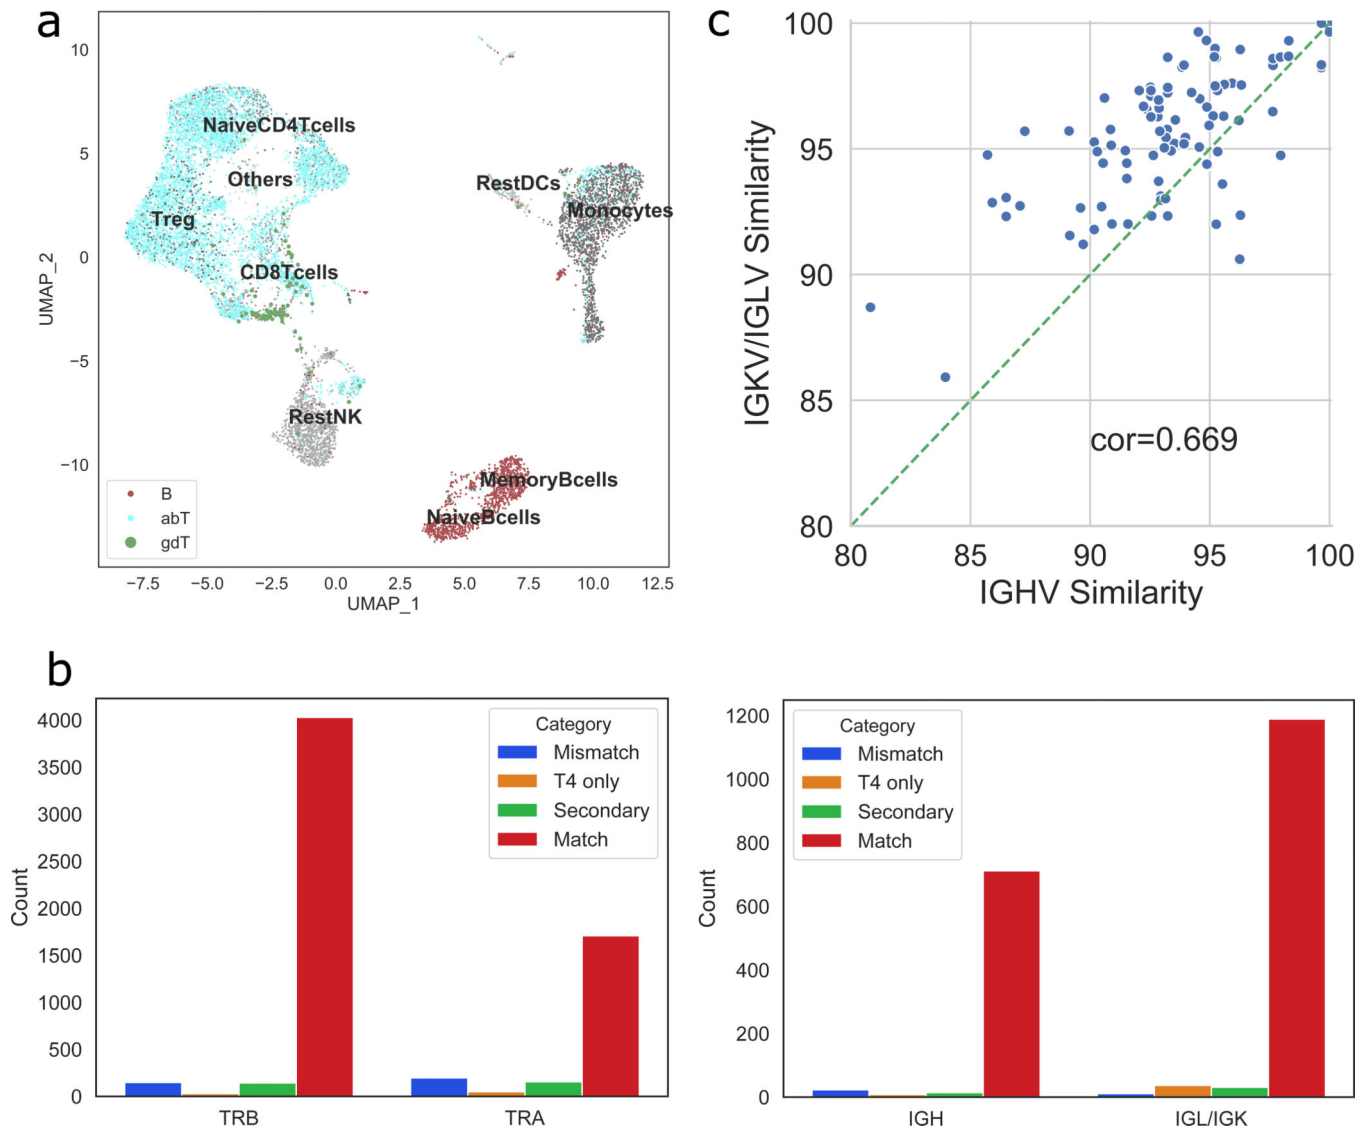 a
10
5
0
−5
−10
UMAP_2
NaiveCD4Tcells
Others
Treg
CD8Tcells
RestDCs
Monocytes
RestNK
MemoryBcells
NaiveBcells
B
abT
gdT
−7.5 −5.0 −2.5 0.0 2.5 5.0 7.5 10.0 12.5
UMAP_1
c
100
95
90
85
80
IGKV/IGLV Similarity
cor=0.669
80 85 90 95 100
IGHV Similarity
b
4000
3500
3000
2500
2000
1500
1000
500
0
Count
Category
Mismatch
T4 only
Secondary
Match
TRB TRA
1200
1000
800
600
400
200
0
Count
Category
Mismatch
T4 only
Secondary
Match
IGH IGL/IGK